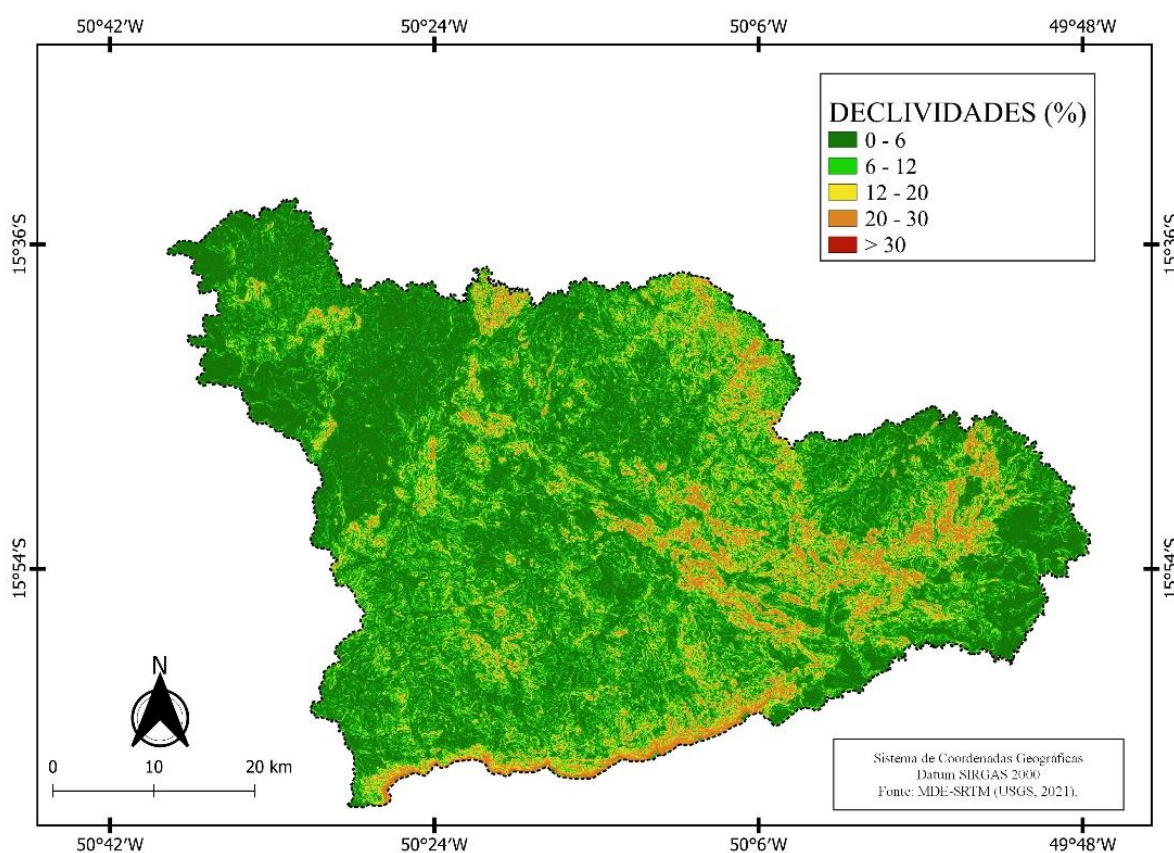 50°42'W 50°24'W 50°6'W 49°48'W
DECLIVIDADES (%)
0 - 6
6 - 12
12 - 20
20 - 30
> 30
15°36'S 15°36'S
15°54'S 15°54'S
N
0 10 20 km
Sistema de Coordenadas Geográficas
Datum SIRGAS 2000
Fonte: MDE-SRTM (USGS, 2021).
50°42'W 50°24'W 50°6'W 49°48'W